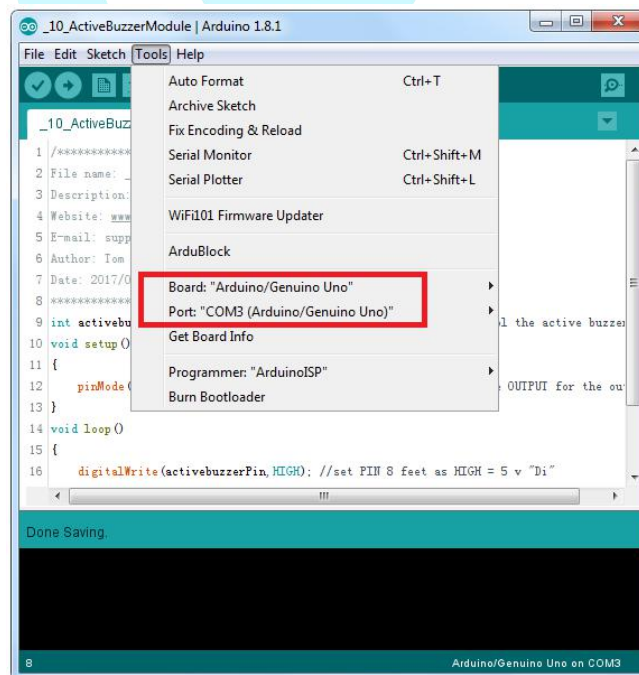 _10_ActiveBuzzerModule | Arduino 1.8.1
File Edit Sketch Tools Help
_10_ActiveBuz
Auto Format Ctrl+T
Archive Sketch
Fix Encoding & Reload
Serial Monitor Ctrl+Shift+M
Serial Plotter Ctrl+Shift+L
WiFi101 Firmware Updater
ArduBlock
Board: "Arduino/Genuino Uno"
Port: "COM3 (Arduino/Genuino Uno)"
Get Board Info
Programmer: "ArduinoISP"
Burn Bootloader
1 /***********
2 File name: _
3 Description:
4 Website: www
5 E-mail: supp
6 Author: Tom
7 Date: 2017/0
8 ************
9 int activebu l the active buzzer
10 void setup()
11 {
12 pinMode( OUTPUT for the ou
13 }
14 void loop()
15 {
16 digitalWrite(activebuzzerPin,HIGH); //set PIN 8 feet as HIGH = 5 v "Di"
Done Saving.
8 Arduino/Genuino Uno on COM3